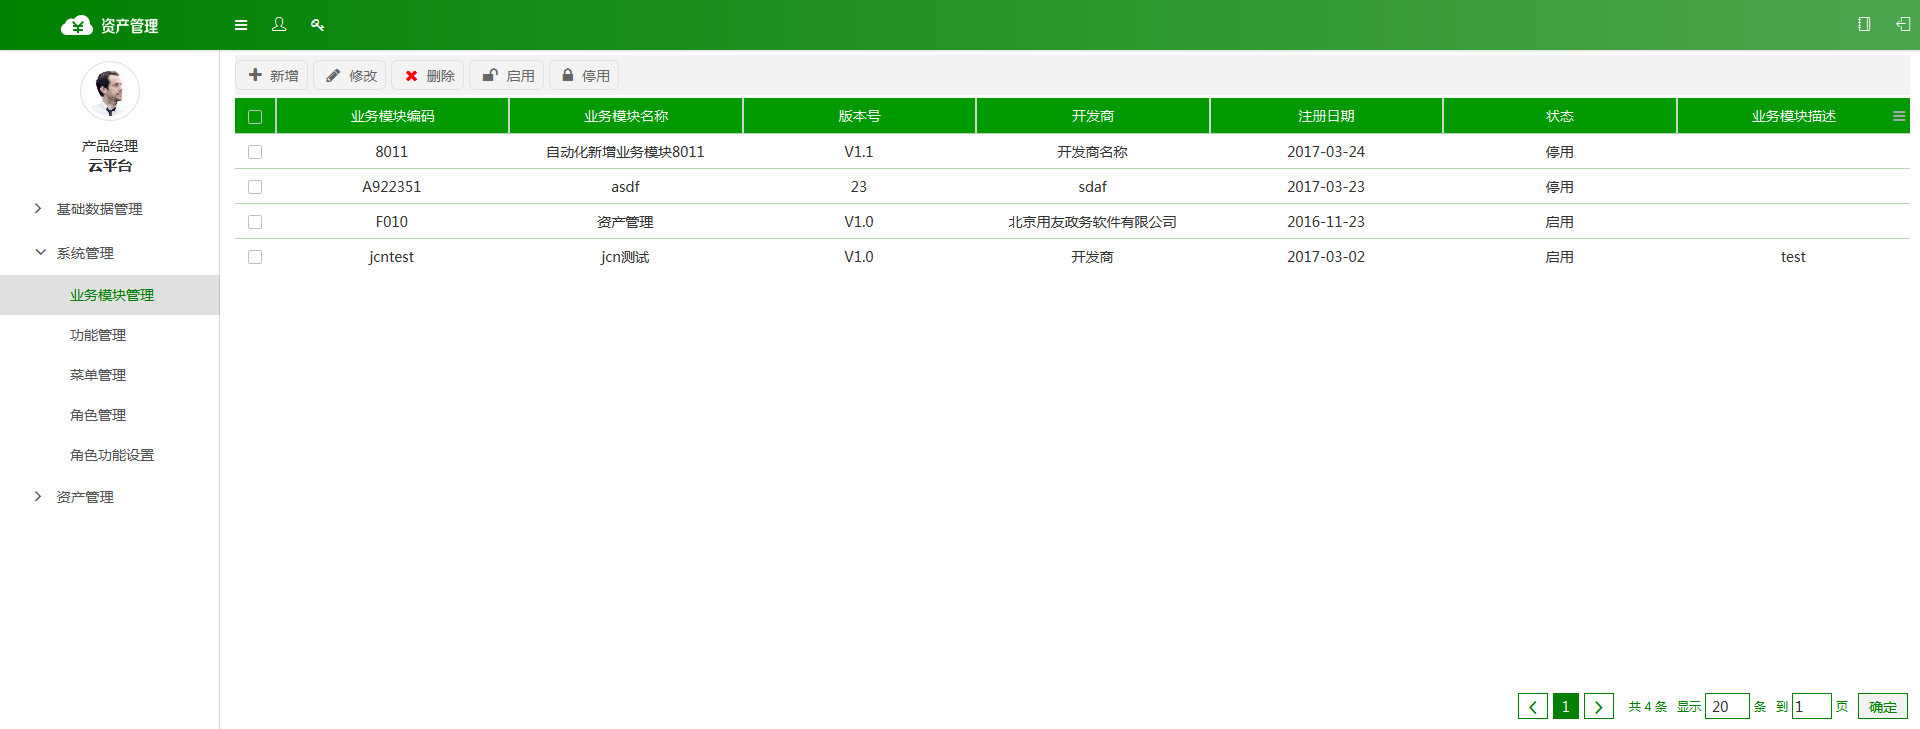 资产管理
产品经理
云平台
基础数据管理
系统管理
业务模块管理
功能管理
菜单管理
角色管理
角色功能设置
资产管理
新增 修改 删除 启用 停用
业务模块编码 业务模块名称 版本号 开发商 注册日期 状态 业务模块描述
8011 自动化新增业务模块8011 V1.1 开发商名称 2017-03-24 停用
A922351 asdf 23 sdaf 2017-03-23 停用
F010 资产管理 V1.0 北京用友政务软件有限公司 2016-11-23 启用
jcntest jcn测试 V1.0 开发商 2017-03-02 启用 test
1 共 4 条 显示 20 条 到 1 页 确定